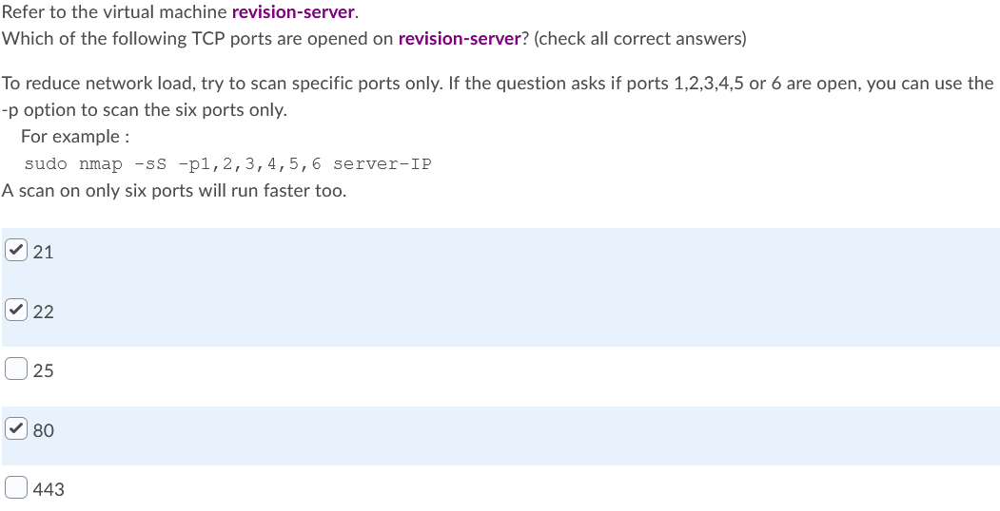 Refer to the virtual machine revision-server.
Which of the following TCP ports are opened on revision-server? (check all correct answers)
To reduce network load, try to scan specific ports only. If the question asks if ports 1,2,3,4,5 or 6 are open, you can use the
-p option to scan the six ports only.
For example :
sudo nmap -sS -p1,2,3,4,5,6 server-IP
A scan on only six ports will run faster too.
21
22
25
80
443